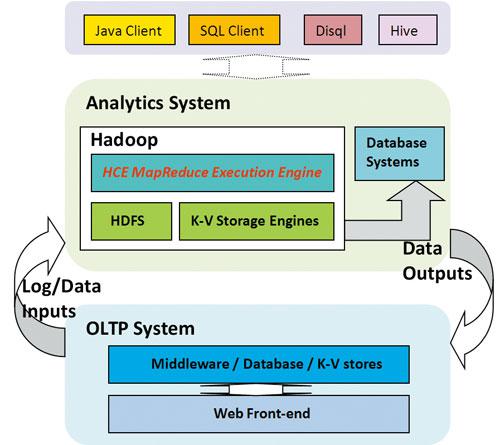 Java Client
SQL Client
Disql
Hive
Analytics System
Hadoop
HCE MapReduce Execution Engine
HDFS
K-V Storage Engines
Database
Systems
Data
Outputs
Log/Data
Inputs
OLTP System
Middleware / Database / K-V stores
Web Front-end